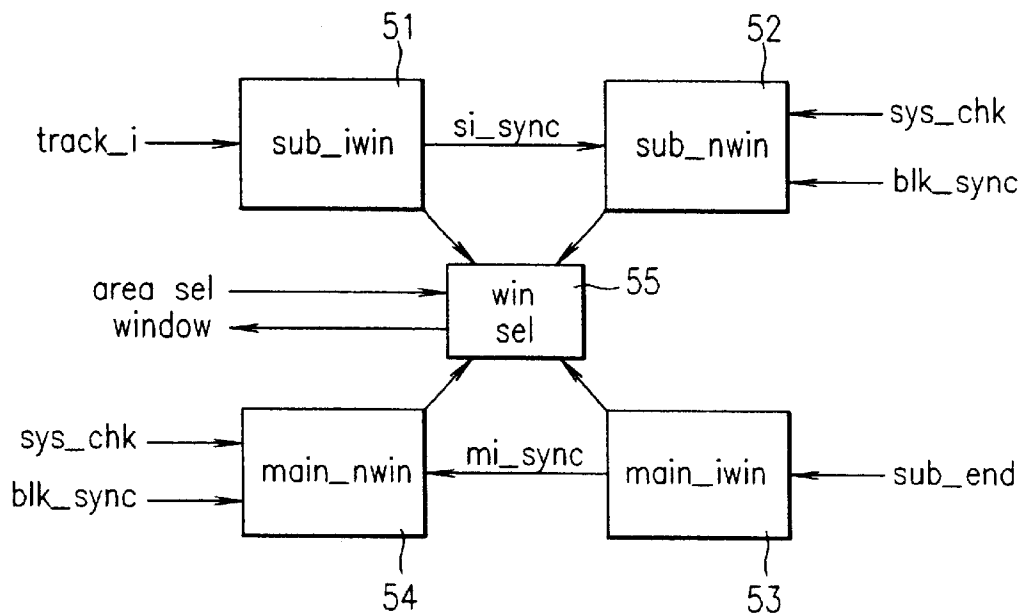 51
52
track_i
sub_iwin
si_sync
sub_nwin
sys_chk
blk_sync
area sel
window
win
sel
55
sys_chk
blk_sync
main_nwin
mi_sync
main_iwin
sub_end
54
53